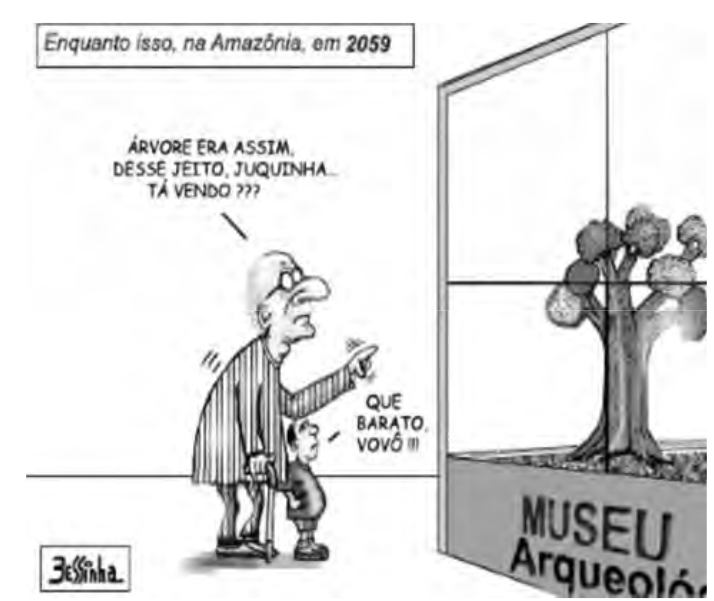 Enquanto isso, na Amazônia, em 2059
ÁRVORE ERA ASSIM,
DESSE JEITO, JUQUINHA...
TÁ VENDO ???
QUE
BARATO,
VOVÔ !!!
MUSEU
Arqueoló
Bessinha